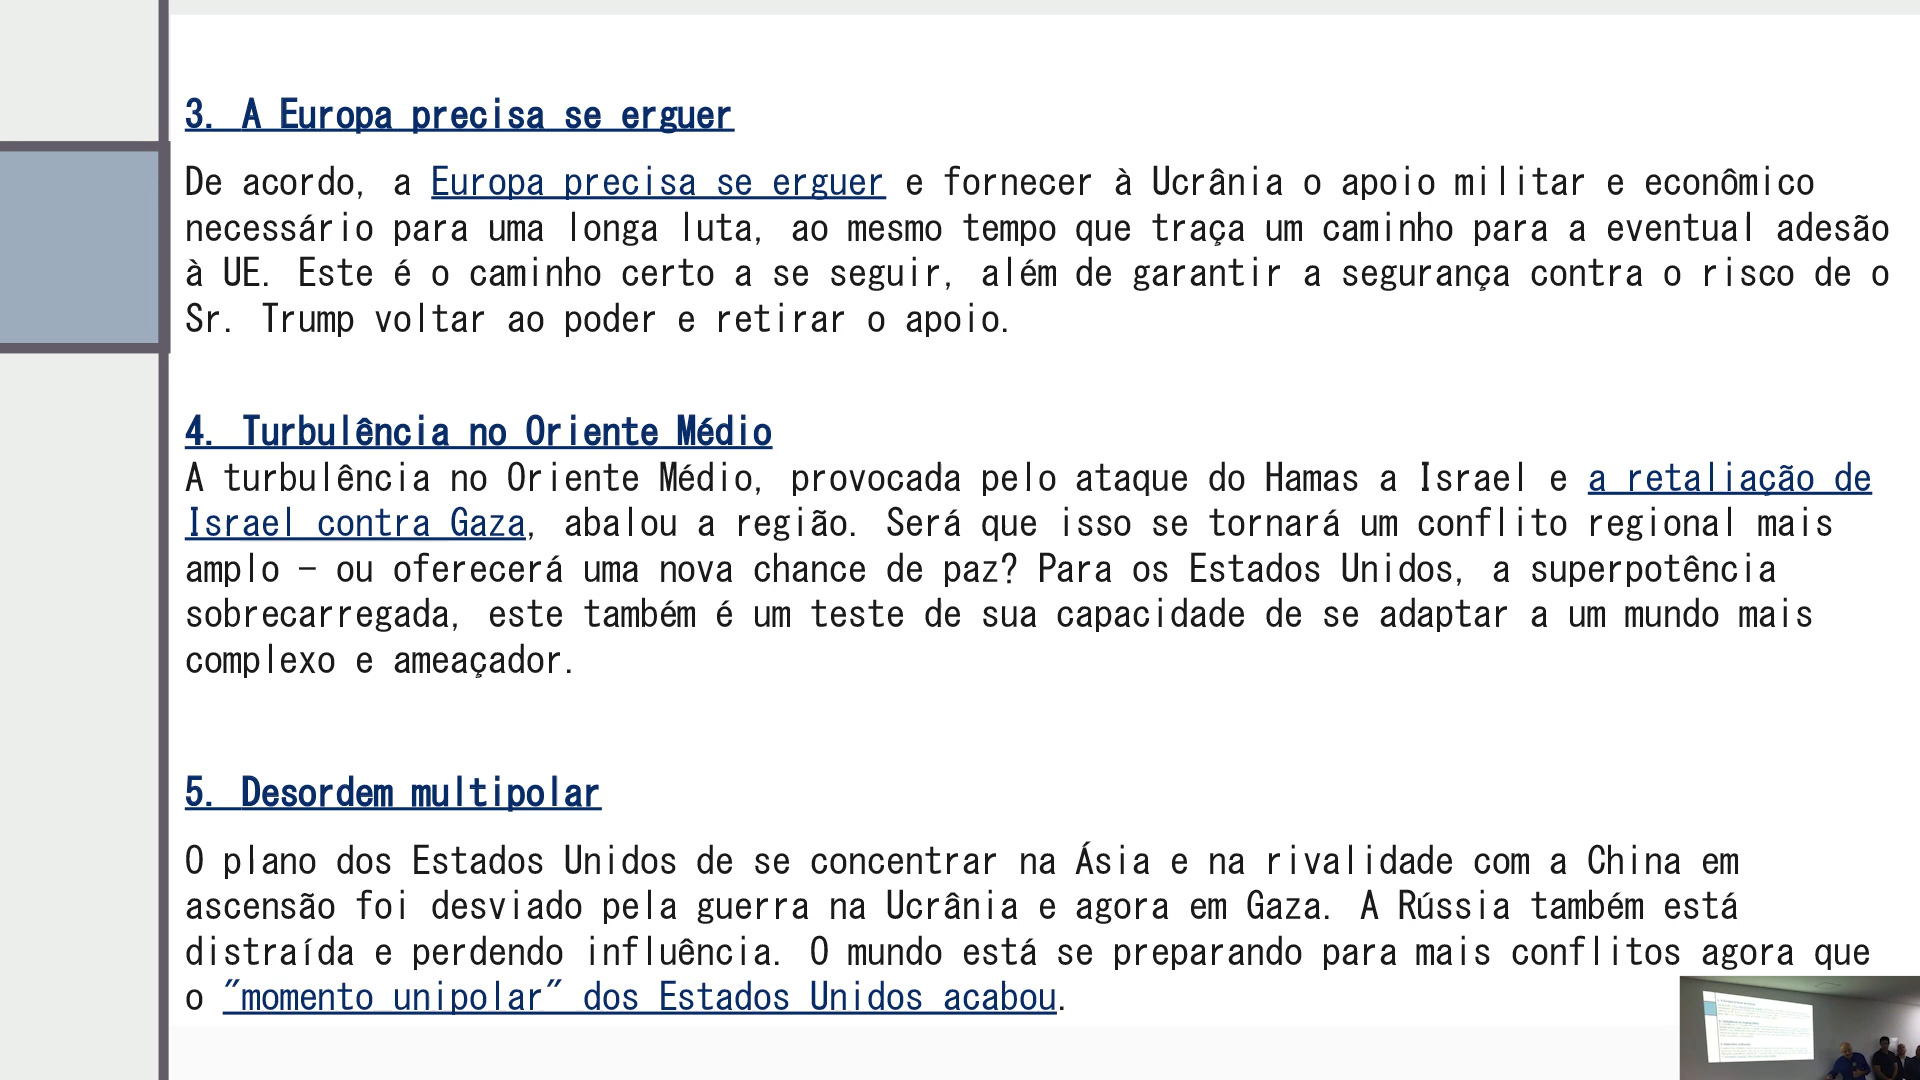 3. A Europa precisa se erguer
De acordo, a Europa precisa se erguer e fornecer à Ucrânia o apoio militar e econômico
necessário para uma longa luta, ao mesmo tempo que traça um caminho para a eventual adesão
à UE. Este é o caminho certo a se seguir, além de garantir a segurança contra o risco de o
Sr. Trump voltar ao poder e retirar o apoio.
4. Turbulência no Oriente Médio
A turbulência no Oriente Médio, provocada pelo ataque do Hamas a Israel e a retaliação de
Israel contra Gaza, abalou a região. Será que isso se tornará um conflito regional mais
amplo – ou oferecerá uma nova chance de paz? Para os Estados Unidos, a superpotência
sobrecarregada, este também é um teste de sua capacidade de se adaptar a um mundo mais
complexo e ameaçador.
5. Desordem multipolar
O plano dos Estados Unidos de se concentrar na Ásia e na rivalidade com a China em
ascensão foi desviado pela guerra na Ucrânia e agora em Gaza. A Rússia também está
distraída e perdendo influência. O mundo está se preparando para mais conflitos agora que
o "momento unipolar" dos Estados Unidos acabou.